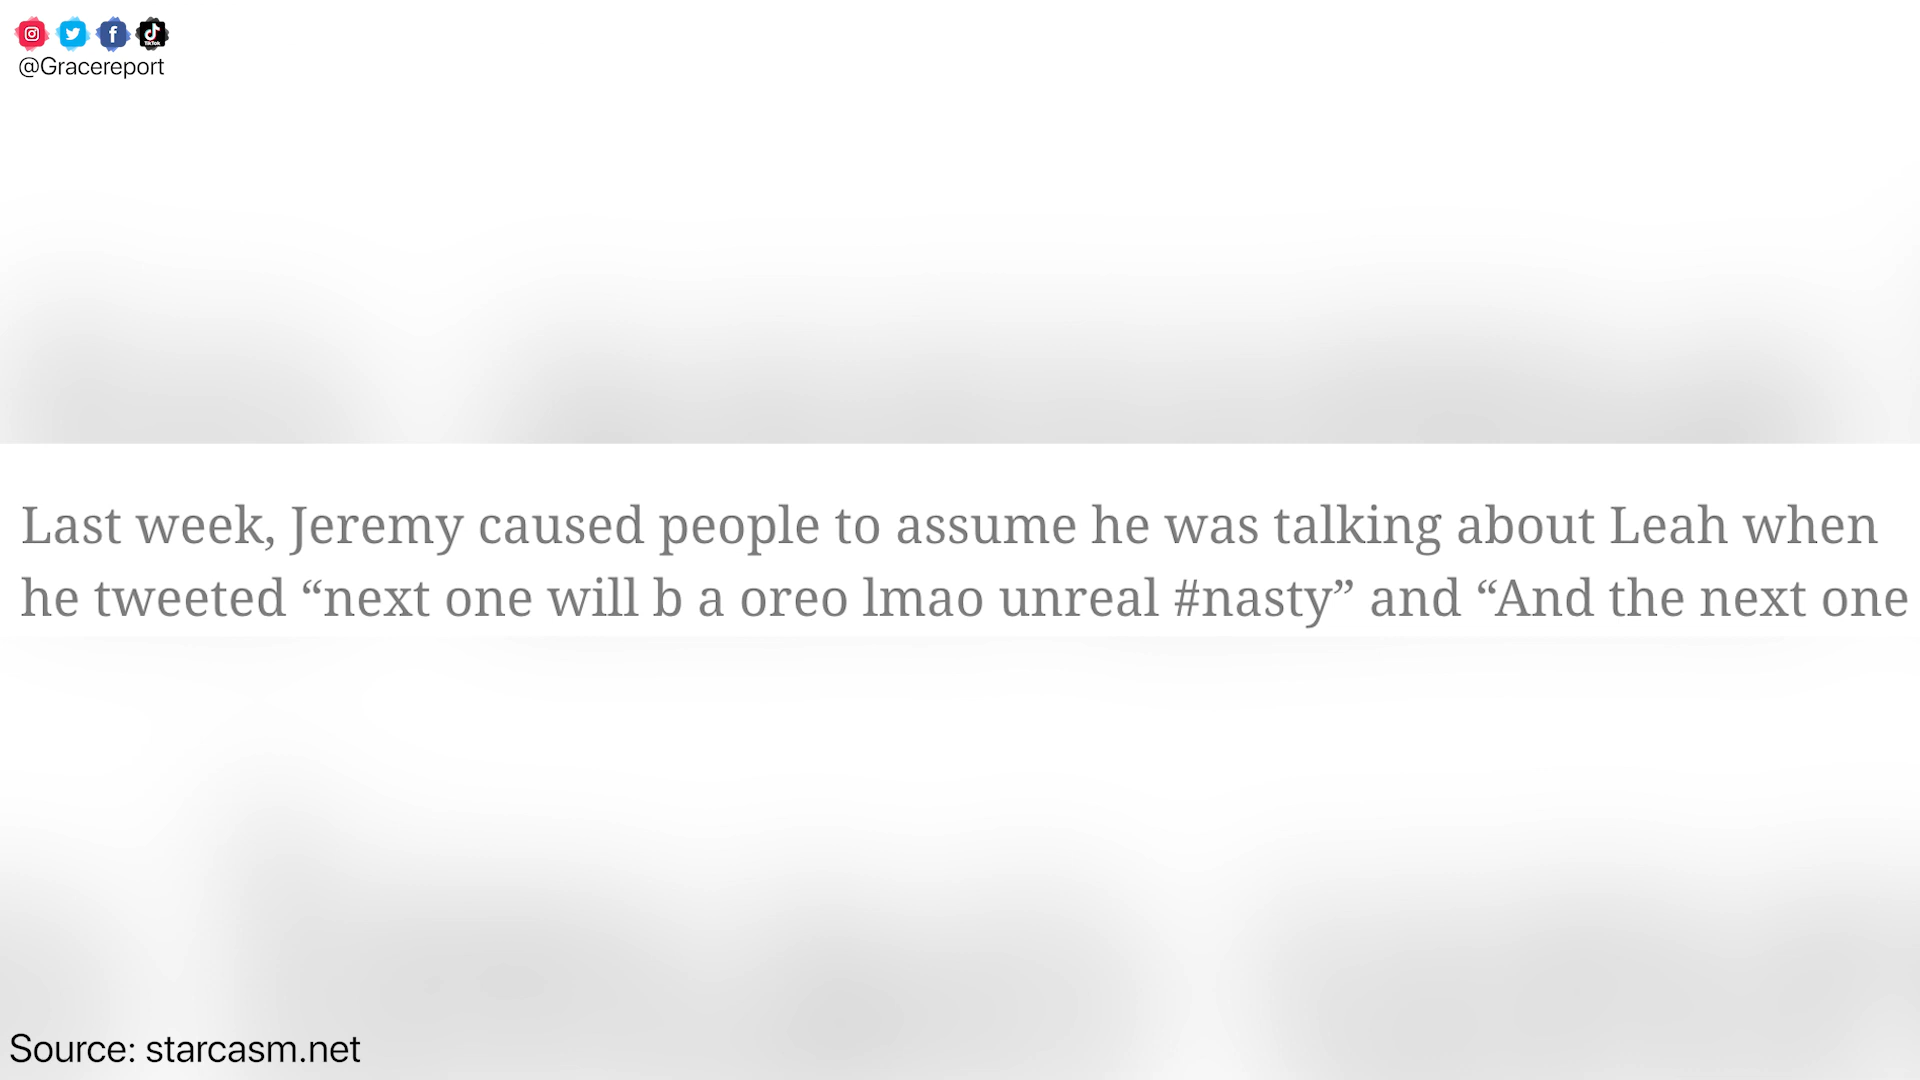 TikTok
@Gracereport
Last week, Jeremy caused people to assume he was talking about Leah when
he tweeted “next one will b a oreo lmao unreal #nasty” and “And the next one
Source: starcasm.net